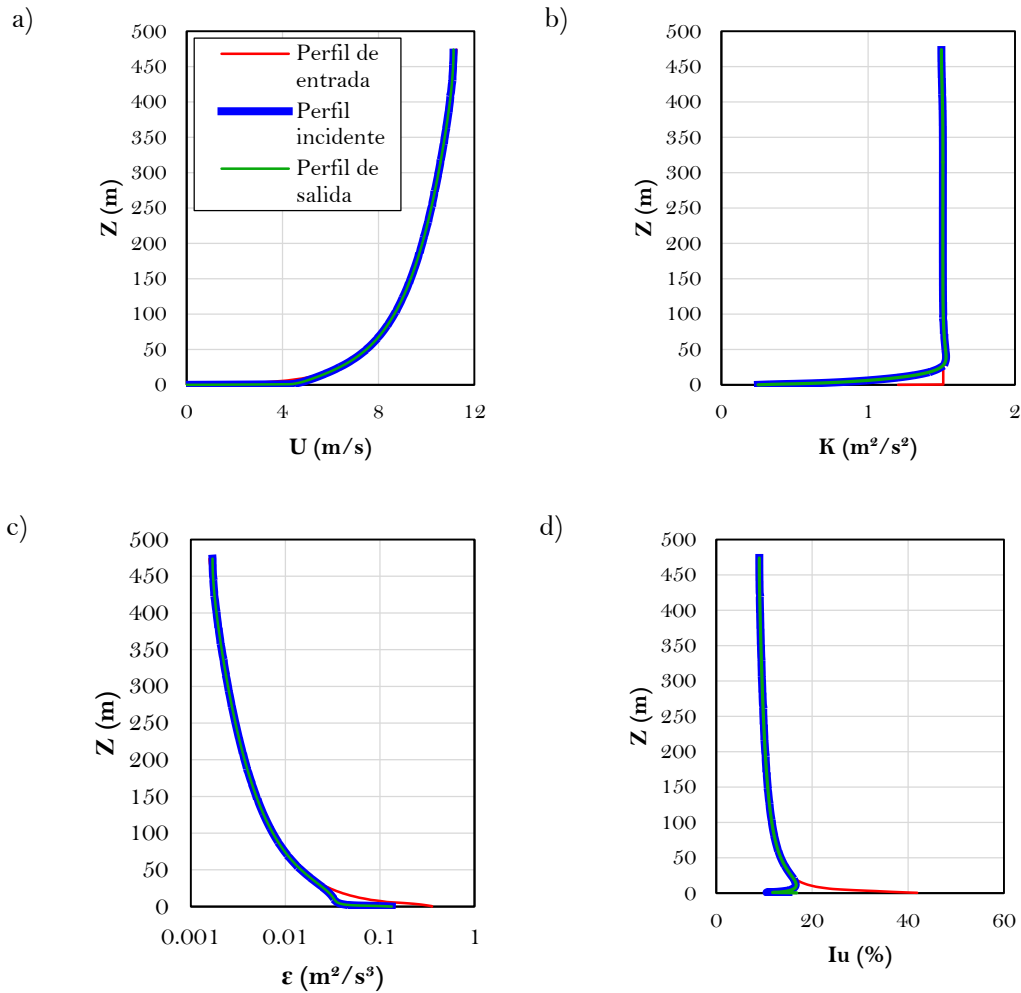 a)
500
450
400
350
300
250
200
150
100
50
0
Z (m)
Perfil de
entrada
Perfil
incidente
Perfil de
salida
0 4 8 12
U (m/s)
b)
500
450
400
350
300
250
200
150
100
50
0
Z (m)
0 1 2
K (m²/s²)
c)
500
450
400
350
300
250
200
150
100
50
0
Z (m)
0.001 0.01 0.1 1
ε (m²/s³)
d)
500
450
400
350
300
250
200
150
100
50
0
Z (m)
0 20 40 60
Iu (%)